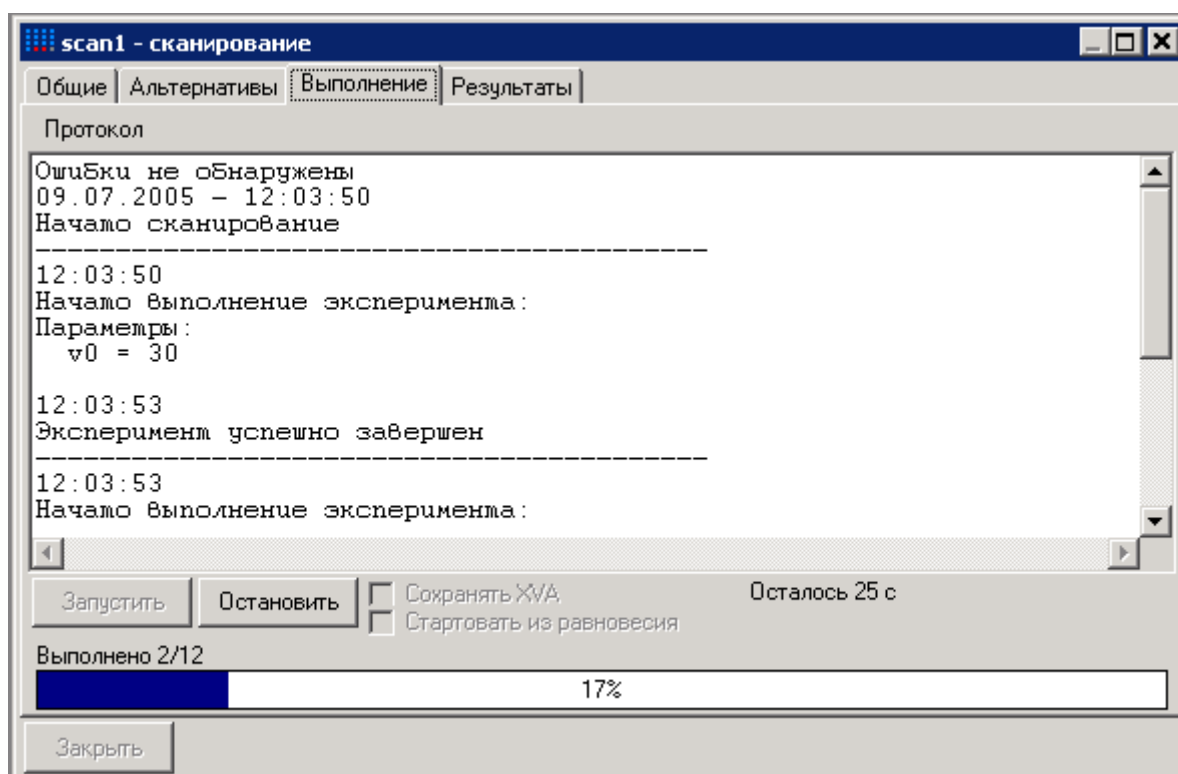 scan1 - сканирование
Общие Альтернативы Выполнение Результаты
Протокол
Ошибки не обнаружены
09.07.2005 – 12:03:50
Начато сканирование
------------------------------------------
12:03:50
Начато выполнение эксперимента:
Параметры:
v0 = 30
12:03:53
Эксперимент успешно завершен
------------------------------------------
12:03:53
Начато выполнение эксперимента:
Запустить Остановить Сохранять XVA Осталось 25 с
Стартовать из равновесия
Выполнено 2/12
17%
Закрыть